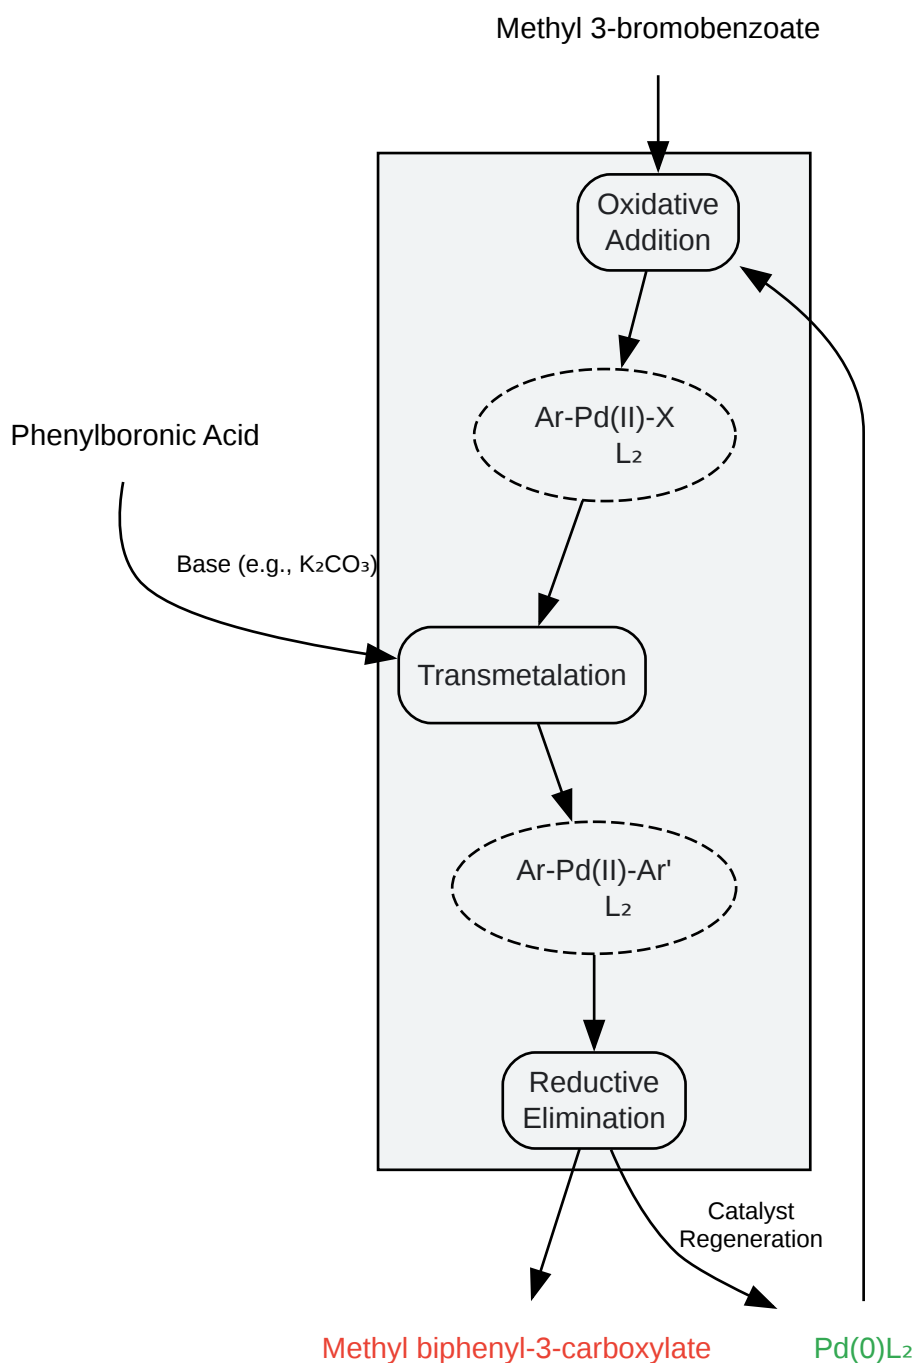 Methyl 3-bromobenzoate
Oxidative
Addition
Ar-Pd(II)-X
L₂
Phenylboronic Acid
Base (e.g., K₂CO₃)
Transmetalation
Ar-Pd(II)-Ar'
L₂
Reductive
Elimination
Catalyst
Regeneration
Methyl biphenyl-3-carboxylate
Pd(0)L₂